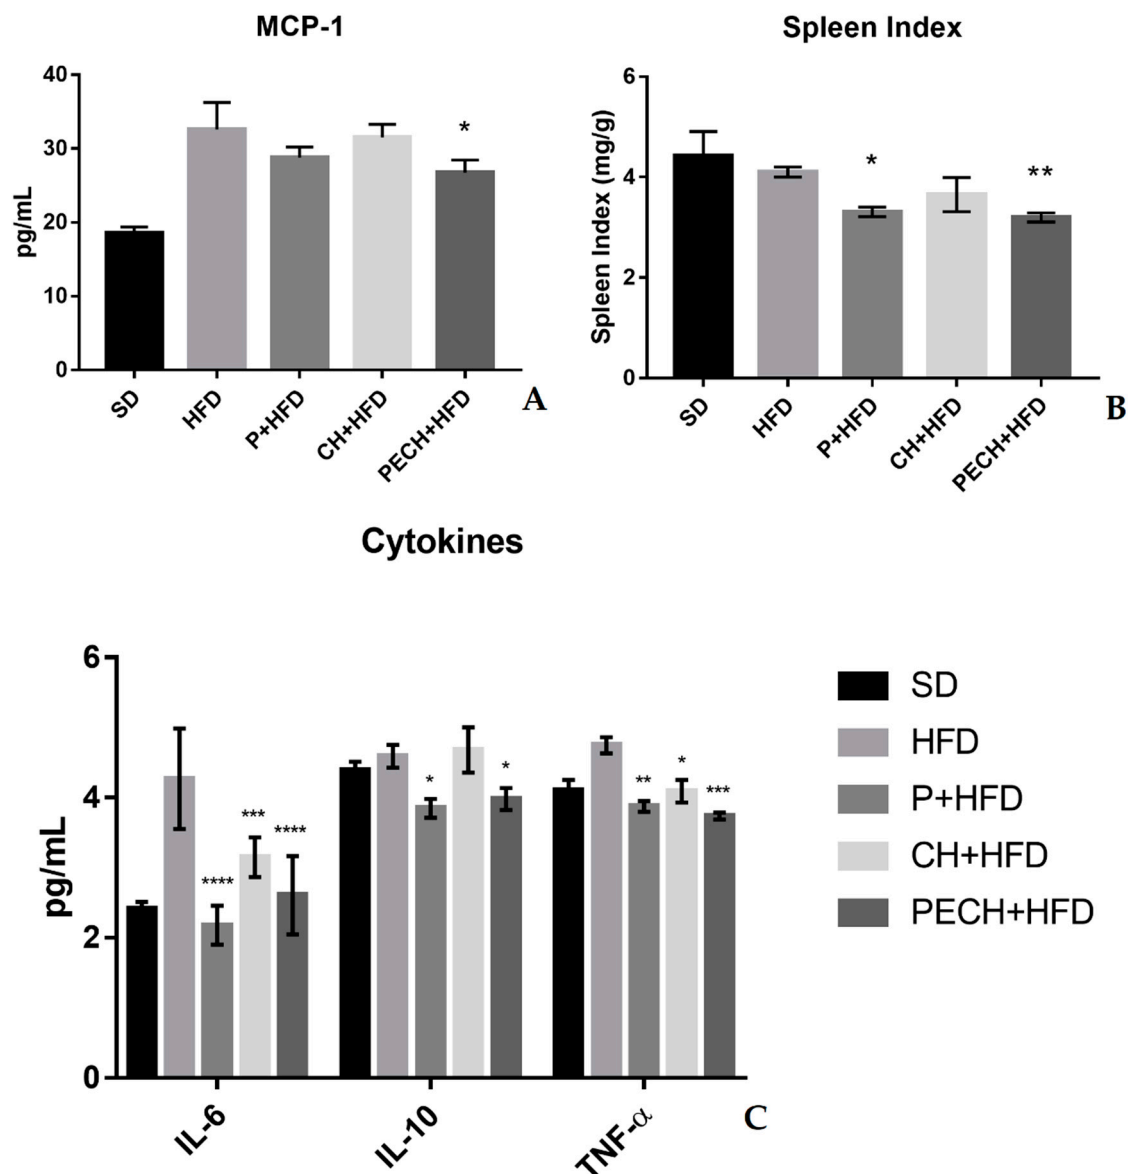 MCP-1
pg/mL
40
30
20
10
0
*
SD
HFD
P+HFD
CH+HFD
PECH+HFD
A
Spleen Index
Spleen Index (mg/g)
6
4
2
0
*
**
SD
HFD
P+HFD
CH+HFD
PECH+HFD
B
Cytokines
pg/mL
6
4
2
0
****
***
****
*
*
**
*
***
IL-6
IL-10
TNF-α
SD
HFD
P+HFD
CH+HFD
PECH+HFD
C